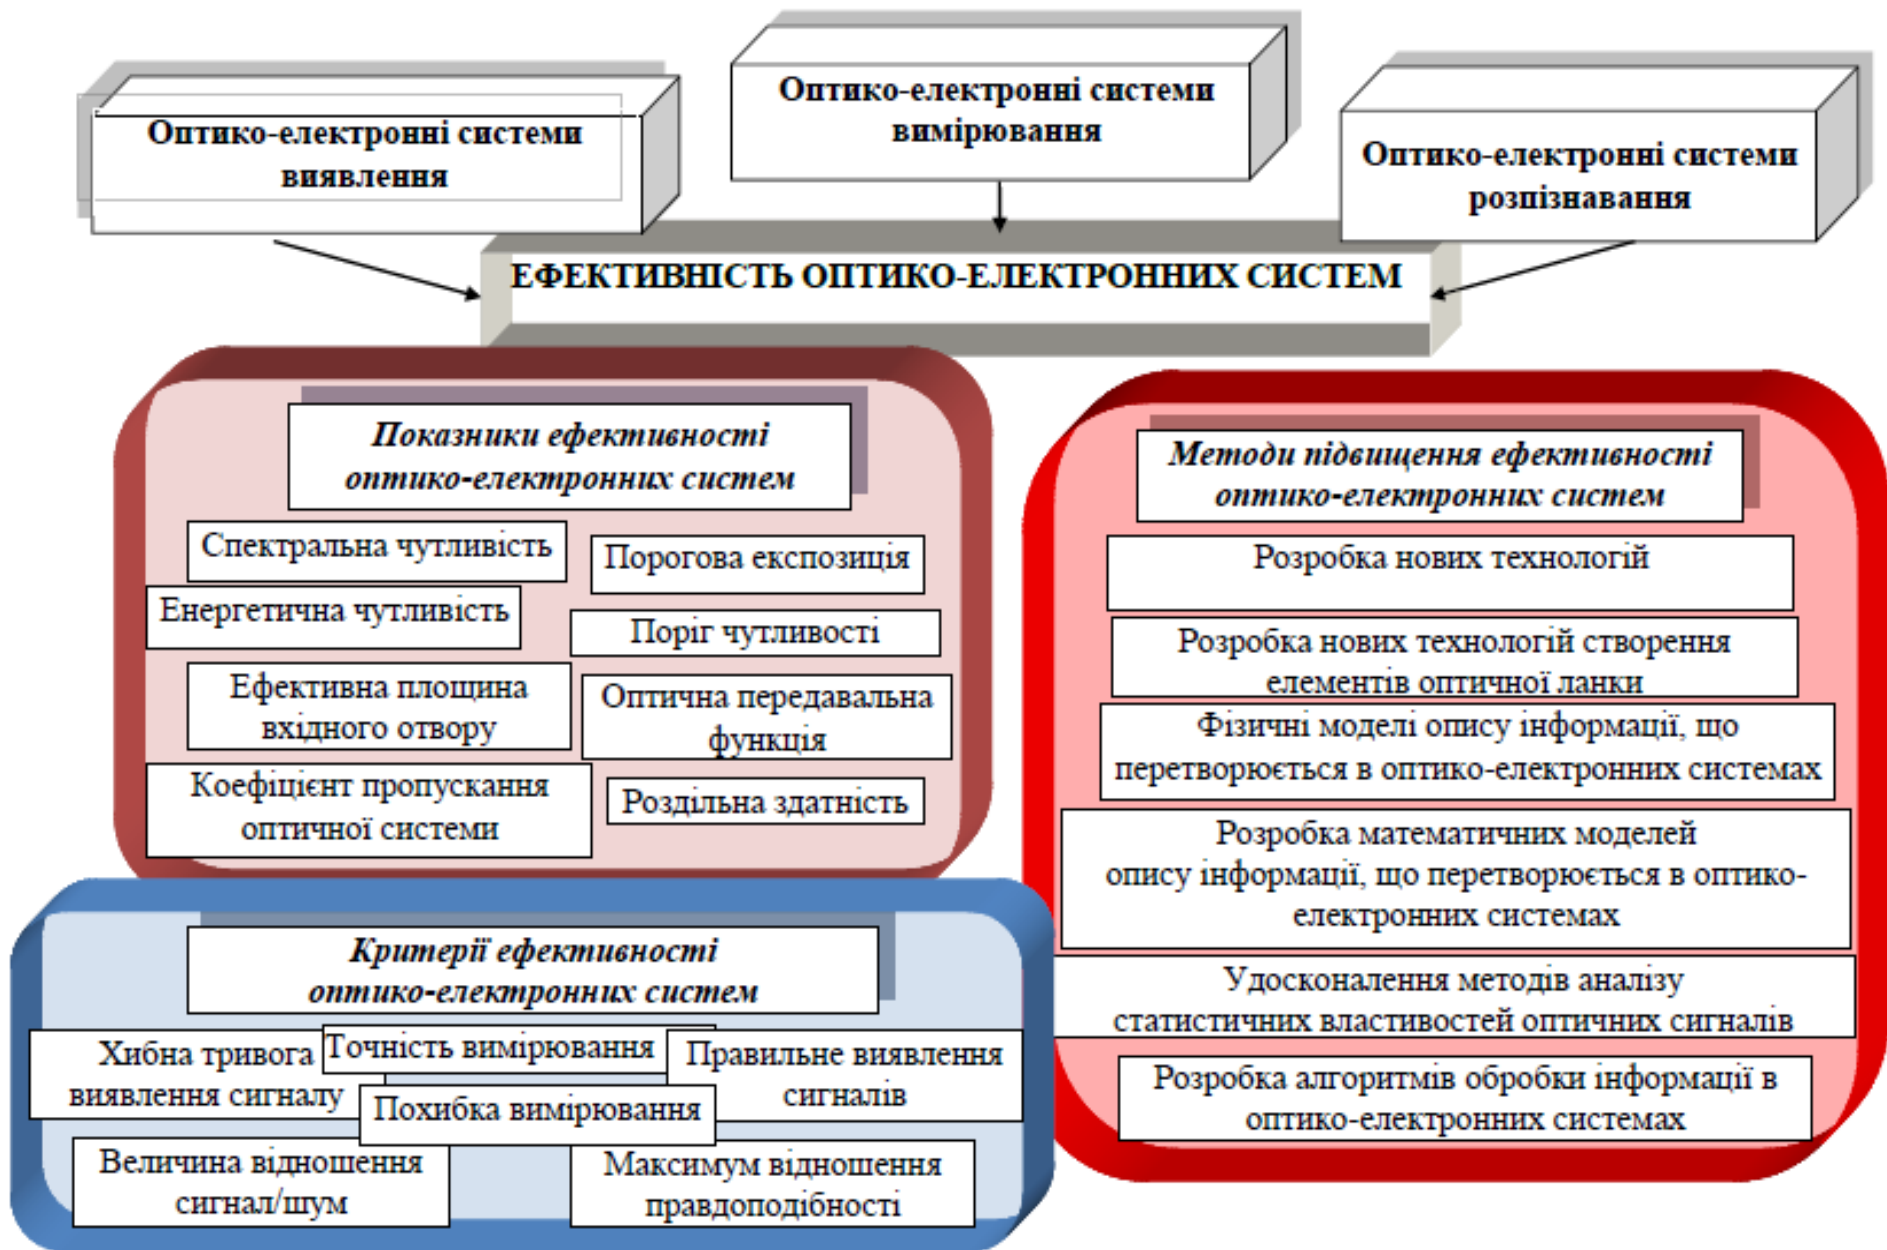 Оптико-електронні системи
виявлення
Оптико-електронні системи
вимірювання
Оптико-електронні системи
розпізнавання
ЕФЕКТИВНІСТЬ ОПТИКО-ЕЛЕКТРОННИХ СИСТЕМ
Показники ефективності
оптико-електронних систем
Спектральна чутливість
Порогова експозиція
Енергетична чутливість
Поріг чутливості
Ефективна площина
вхідного отвору
Оптична передавальна
функція
Коефіцієнт пропускання
оптичної системи
Роздільна здатність
Методи підвищення ефективності
оптико-електронних систем
Розробка нових технологій
Розробка нових технологій створення
елементів оптичної ланки
Фізичні моделі опису інформації, що
перетворюється в оптико-електронних системах
Розробка математичних моделей
опису інформації, що перетворюється в оптико-
електронних системах
Удосконалення методів аналізу
статистичних властивостей оптичних сигналів
Розробка алгоритмів обробки інформації в
оптико-електронних системах
Критерії ефективності
оптико-електронних систем
Хибна тривога
виявлення сигналу
Точність вимірювання
Правильне виявлення
сигналів
Похибка вимірювання
Величина відношення
сигнал/шум
Максимум відношення
правдоподібності